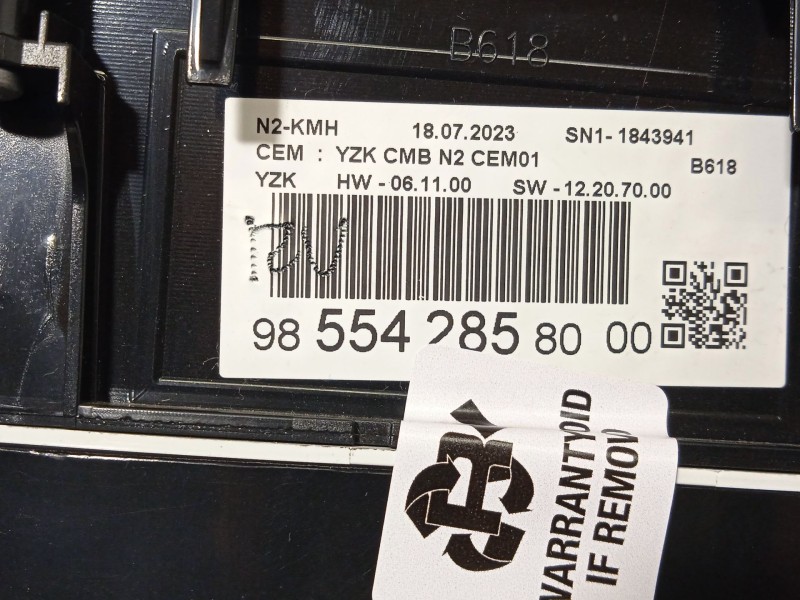 B618
N2-KMH 18.07.2023 SN1- 1843941
CEM : YZK CMB N2 CEM01 B618
YZK HW - 06.11.00 SW - 12.20.70.00
98 554 285 80 00
WARRANTY OID
IF REMOV